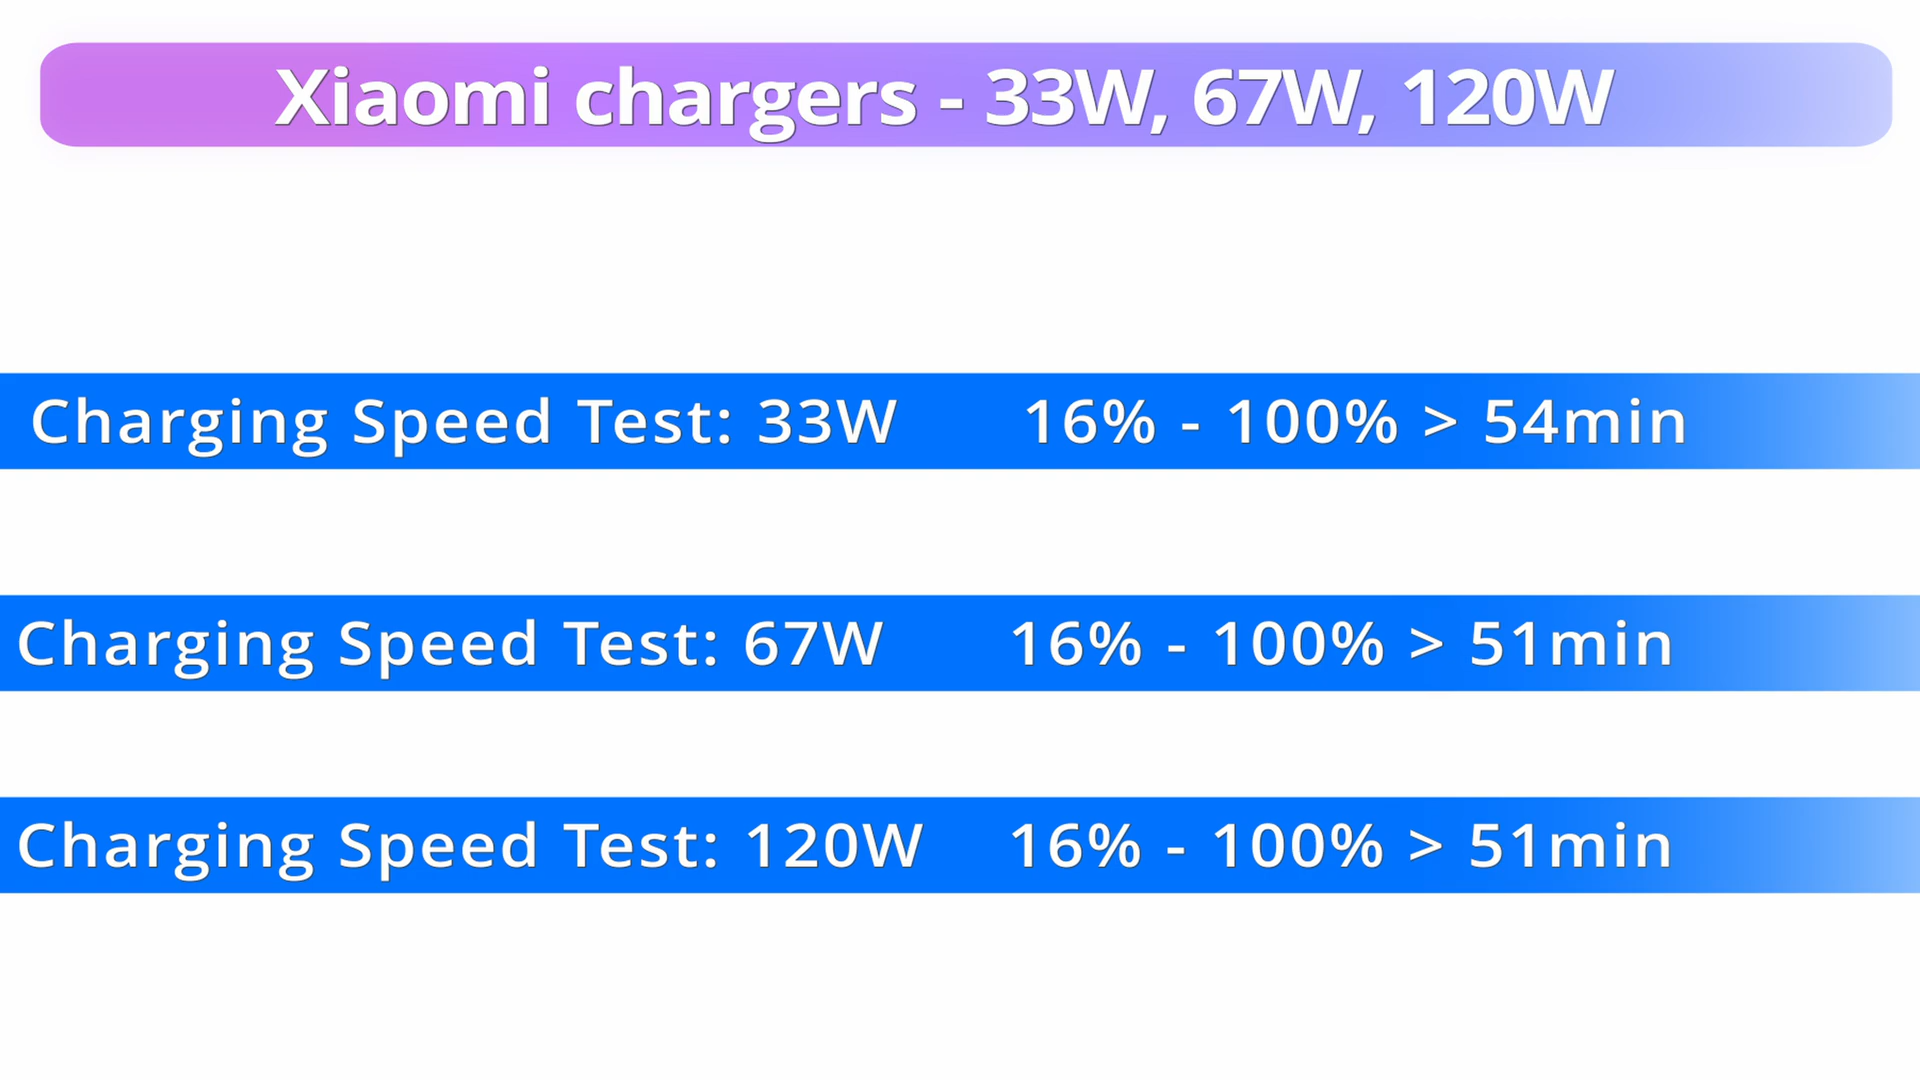 Xiaomi chargers - 33W, 67W, 120W
Charging Speed Test: 33W 16% - 100% > 54min
Charging Speed Test: 67W 16% - 100% > 51min
Charging Speed Test: 120W 16% - 100% > 51min